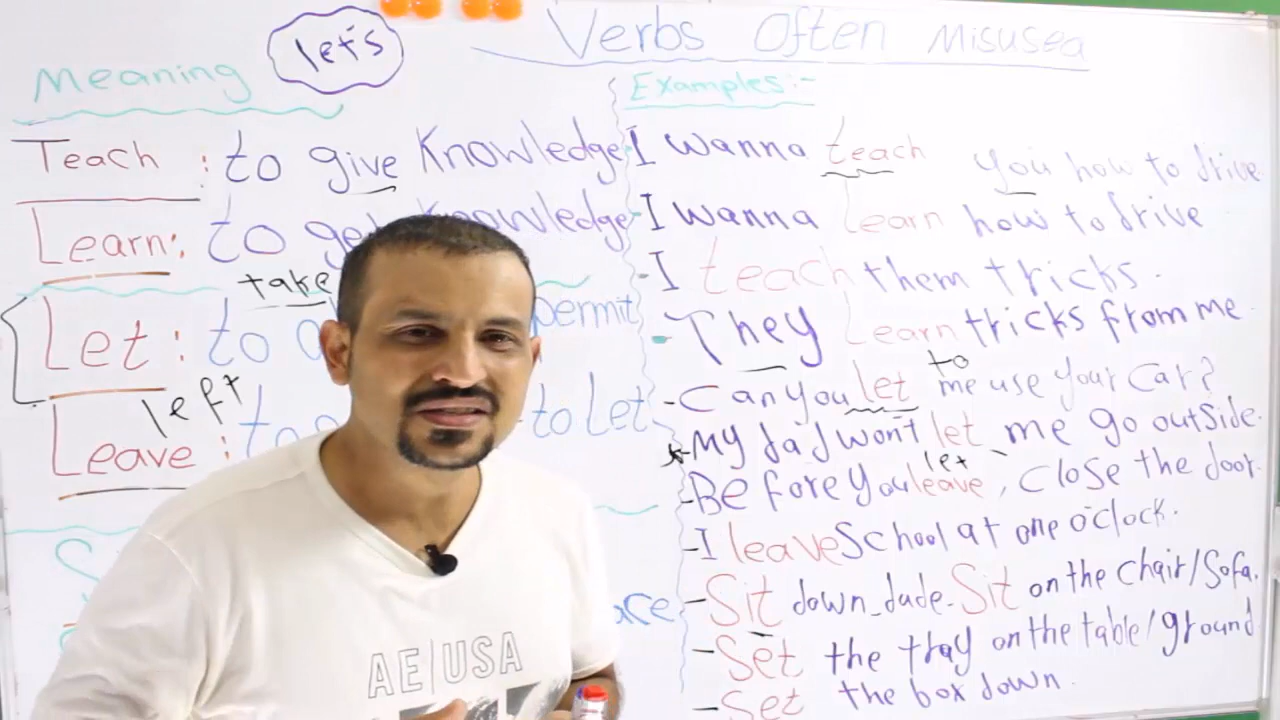 let's
Verbs Often Misused
Meaning
Examples:-
Teach : to give Knowledge
Learn: to get Knowledge
take
Let : to permit
left
Leave : to to Let
ace
I wanna teach you how to drive
I wanna learn how to drive
-I teach them tricks.
- They learn tricks from me.
to
-Can you let me use your car?
My dad won't let me go outside.
let
-Before you leave, close the door.
-I leave school at one o'clock.
-Sit down dude. Sit on the chair/sofa.
-Set the tray on the table/ground.
-Set the box down.
AE|USA